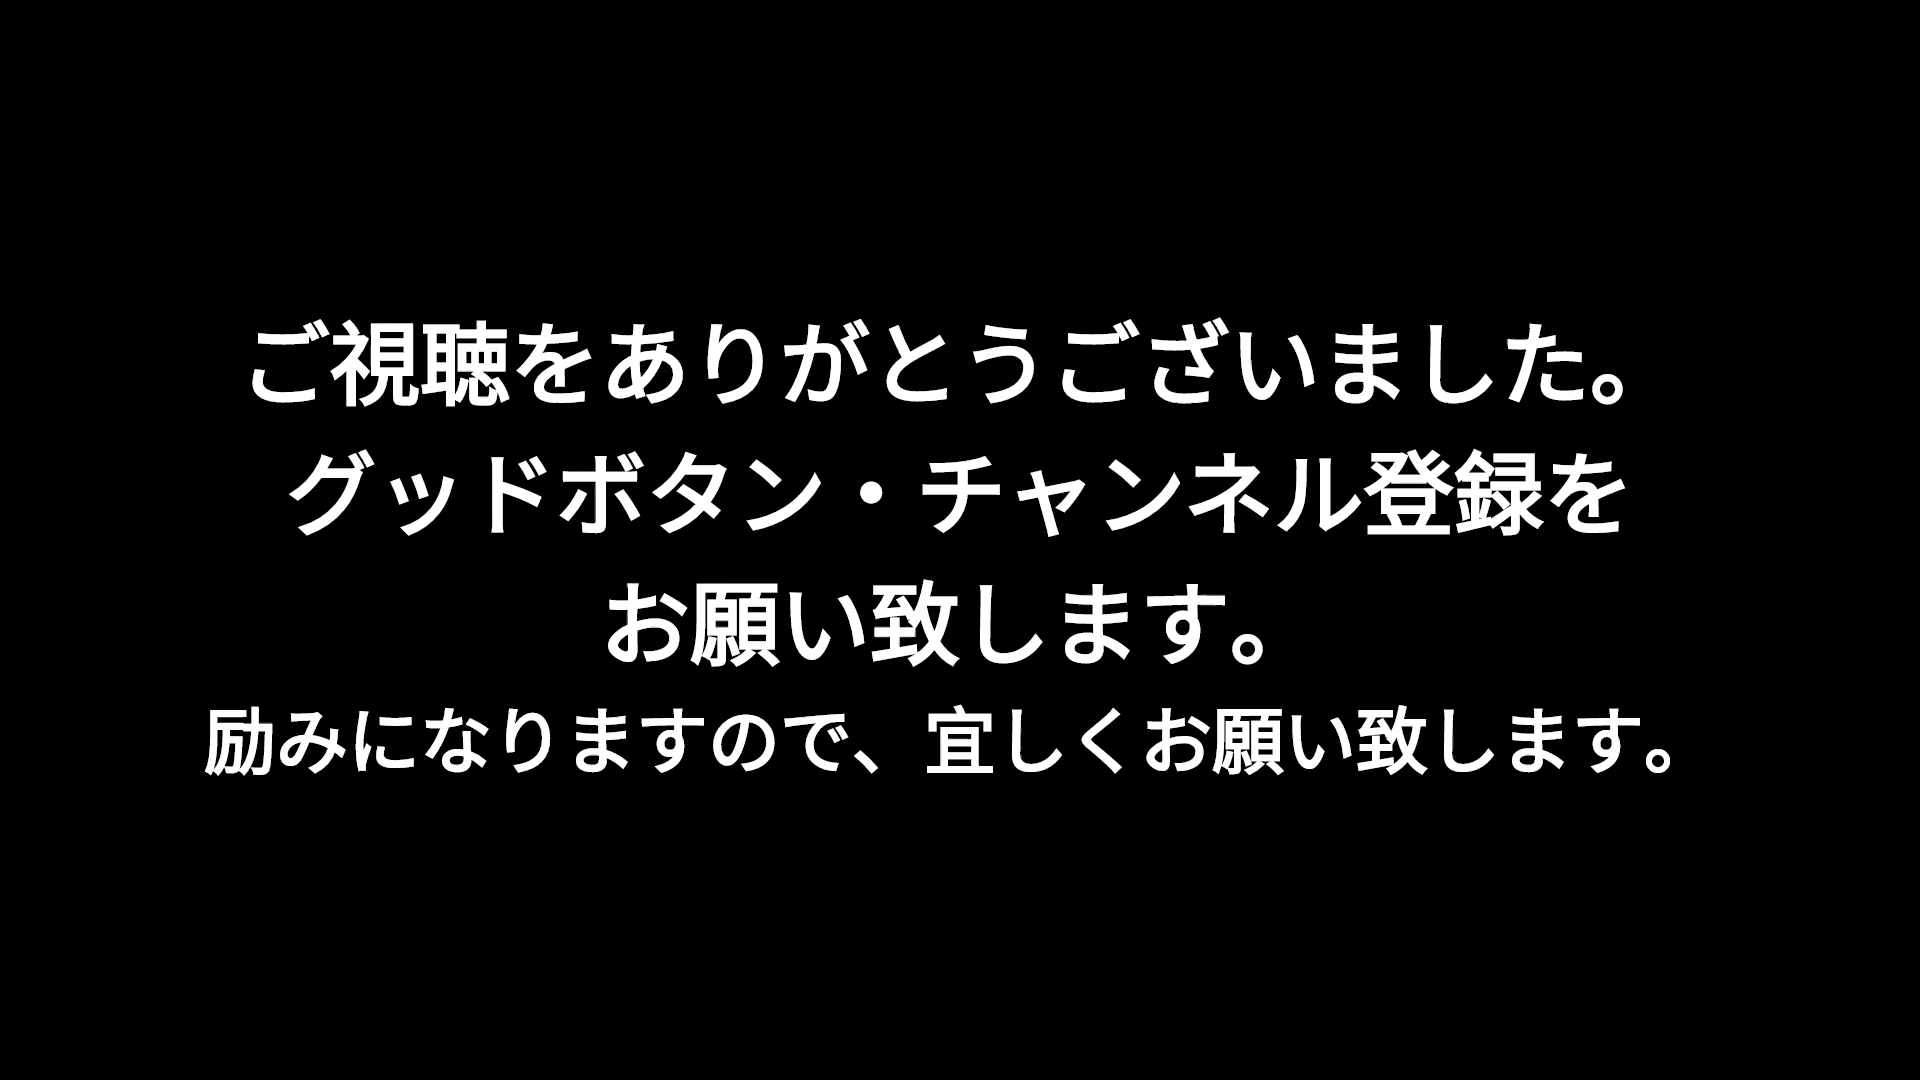 ご視聴をありがとうございました。
グッドボタン・チャンネル登録を
お願い致します。
励みになりますので、宜しくお願い致します。